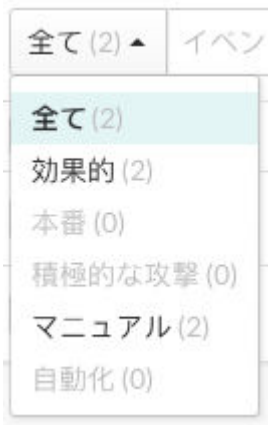 全て (2) ▲ イベン
全て (2)
効果的 (2)
本番 (0)
積極的な攻撃 (0)
マニュアル (2)
自動化 (0)